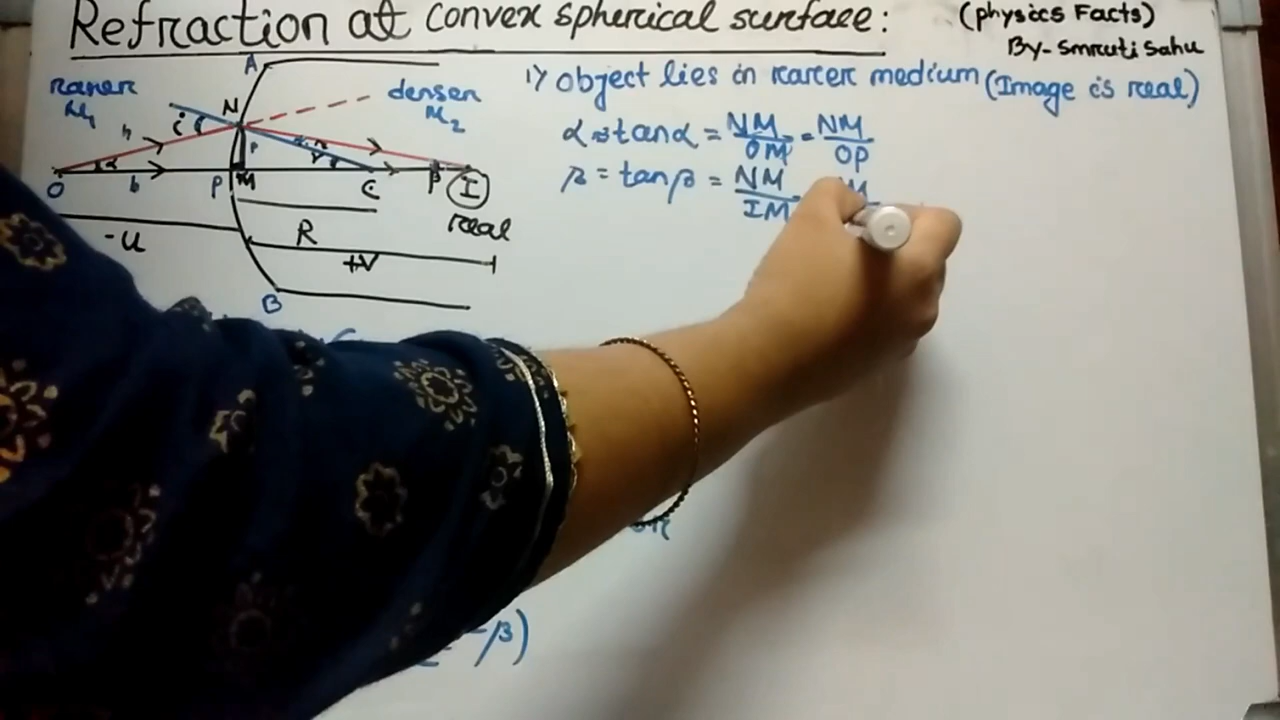 Refraction at convex spherical surface:
(physics Facts)
By- Smruti Sahu
A
rarer
μ1
N
denser
μ2
i
h
α
r
O
b
P
M
C
β
I
real
-u
R
+V
B
1) object lies in rarer medium (Image is real)
α ≈ tanα = NM/OM = NM/OP
β = tanβ = NM/IM =
-β)